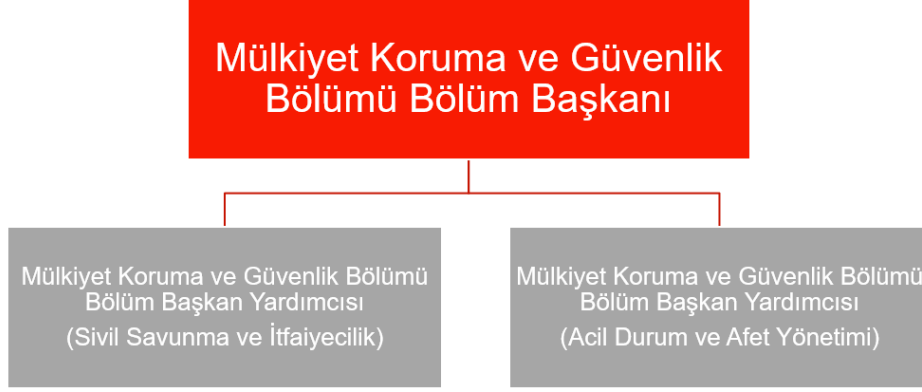 Mülkiyet Koruma ve Güvenlik
Bölümü Bölüm Başkanı
Mülkiyet Koruma ve Güvenlik Bölümü
Bölüm Başkan Yardımcısı
(Sivil Savunma ve İtfaiyecilik)
Mülkiyet Koruma ve Güvenlik Bölümü
Bölüm Başkan Yardımcısı
(Acil Durum ve Afet Yönetimi)